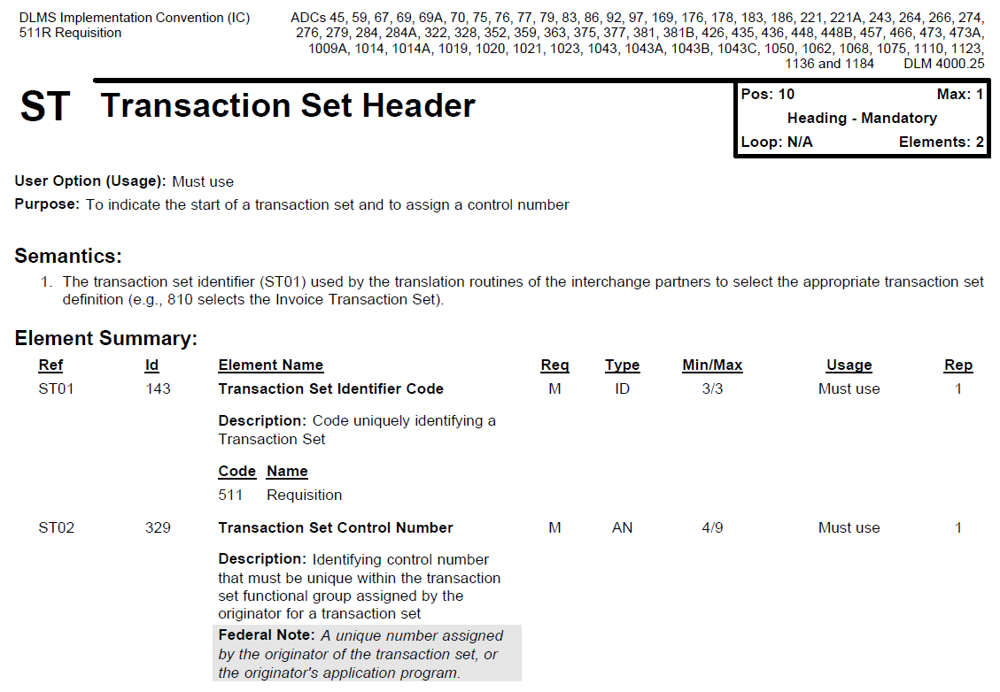 DLMS Implementation Convention (IC) ADCs 45, 59, 67, 69, 69A, 70, 75, 76, 77, 79, 83, 86, 92, 97, 169, 176, 178, 183, 186, 221, 221A, 243, 264, 266, 274,
511R Requisition 276, 279, 284, 284A, 322, 328, 352, 359, 363, 375, 377, 381, 381B, 426, 435, 436, 448, 448B, 457, 466, 473, 473A,
1009A, 1014, 1014A, 1019, 1020, 1021, 1023, 1043, 1043A, 1043B, 1043C, 1050, 1062, 1068, 1075, 1110, 1123,
1136 and 1184 DLM 4000.25
ST Transaction Set Header
Pos: 10 Max: 1
Heading - Mandatory
Loop: N/A Elements: 2
User Option (Usage): Must use
Purpose: To indicate the start of a transaction set and to assign a control number
Semantics:
1. The transaction set identifier (ST01) used by the translation routines of the interchange partners to select the appropriate transaction set
definition (e.g., 810 selects the Invoice Transaction Set).
Element Summary:
Ref Id Element Name Req Type Min/Max Usage Rep
ST01 143 Transaction Set Identifier Code M ID 3/3 Must use 1
Description: Code uniquely identifying a
Transaction Set
Code Name
511 Requisition
ST02 329 Transaction Set Control Number M AN 4/9 Must use 1
Description: Identifying control number
that must be unique within the transaction
set functional group assigned by the
originator for a transaction set
Federal Note: A unique number assigned
by the originator of the transaction set, or
the originator's application program.